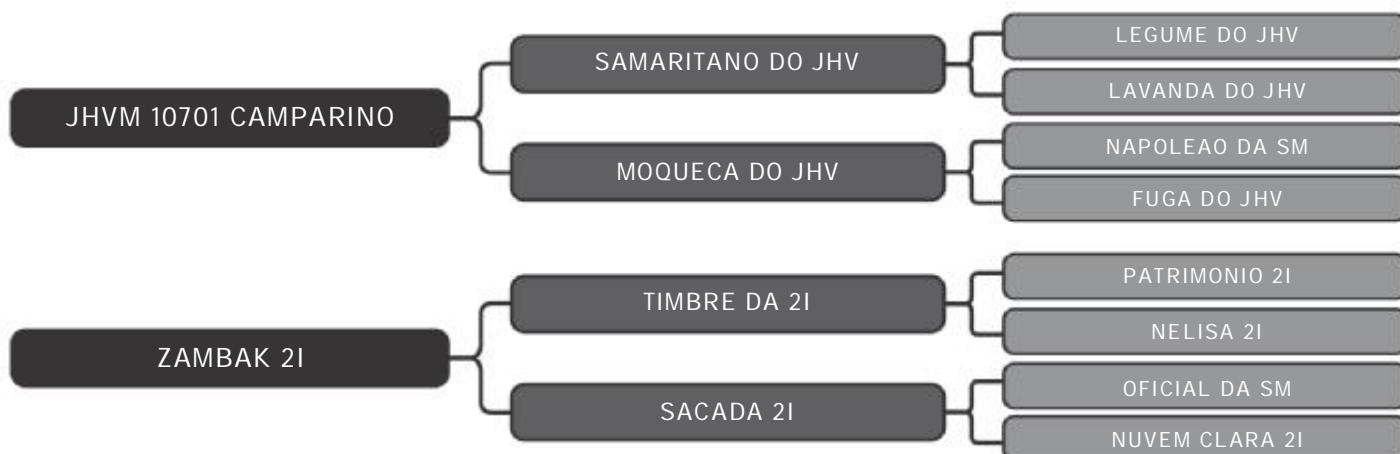 JHVM 10701 CAMPARINO
SAMARITANO DO JHV
LEGUME DO JHV
LAVANDA DO JHV
MOQUECA DO JHV
NAPOLEAO DA SM
FUGA DO JHV
ZAMBAK 2I
TIMBRE DA 2I
PATRIMONIO 2I
NELISA 2I
SACADA 2I
OFICIAL DA SM
NUVEM CLARA 2I